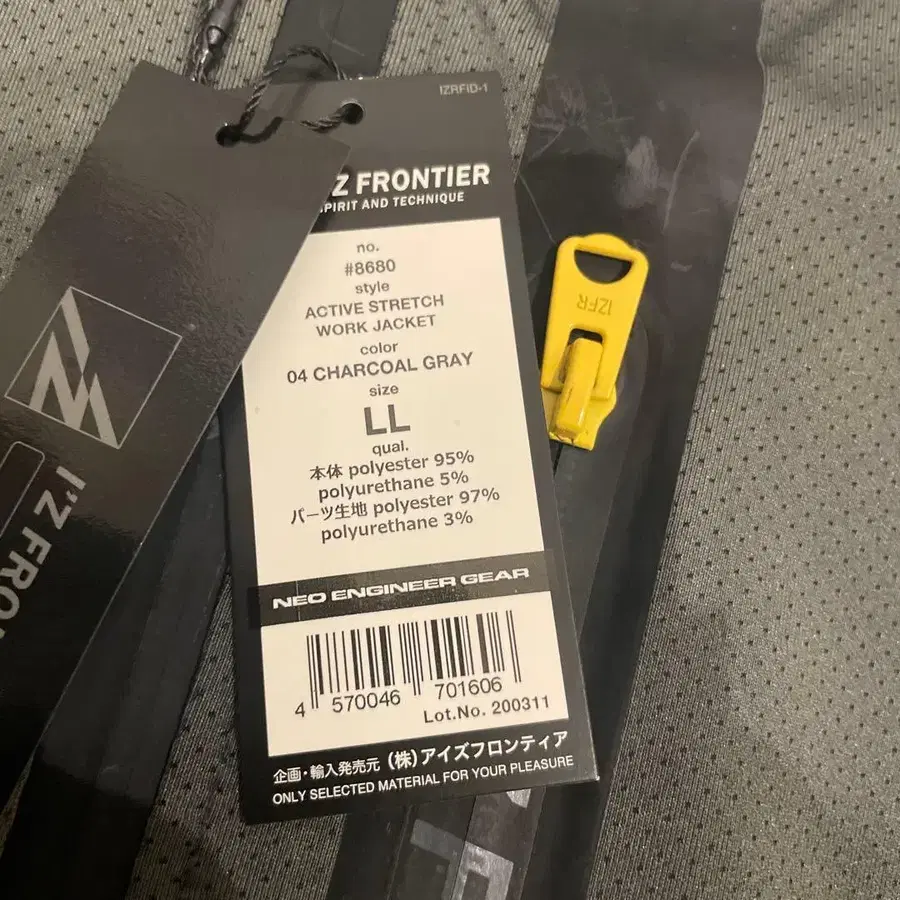 IZRFID-1
'Z FRONTIER
SPIRIT AND TECHNIQUE
no.
#8680
style
ACTIVE STRETCH
WORK JACKET
color
04 CHARCOAL GRAY
size
LL
qual.
本体 polyester 95%
polyurethane 5%
パーツ生地 polyester 97%
polyurethane 3%
NEO ENGINEER GEAR
4 570046 701606
Lot.No. 200311
企画・輸入発売元 (株)アイズフロンティア
ONLY SELECTED MATERIAL FOR YOUR PLEASURE
I'Z FRON
IZFR